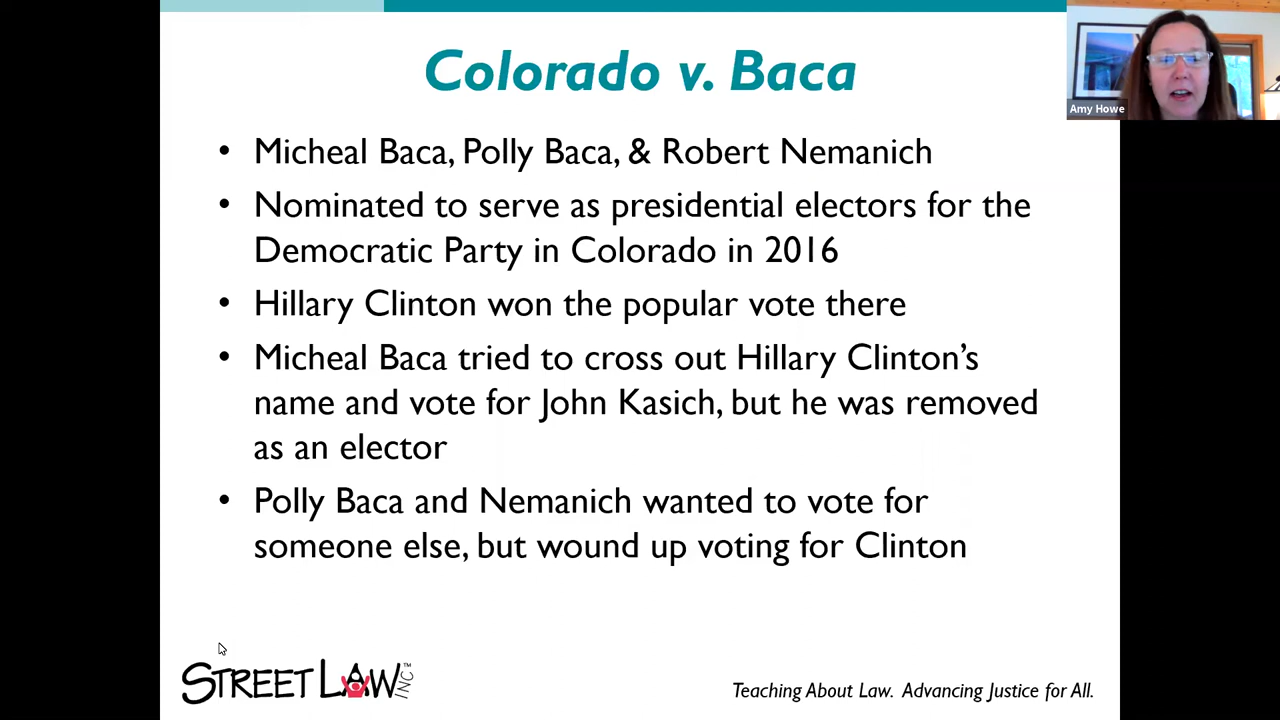 Colorado v. Baca
Amy Howe
• Micheal Baca, Polly Baca, & Robert Nemanich
• Nominated to serve as presidential electors for the
Democratic Party in Colorado in 2016
• Hillary Clinton won the popular vote there
• Micheal Baca tried to cross out Hillary Clinton's
name and vote for John Kasich, but he was removed
as an elector
• Polly Baca and Nemanich wanted to vote for
someone else, but wound up voting for Clinton
STREET LAW INC™
Teaching About Law. Advancing Justice for All.